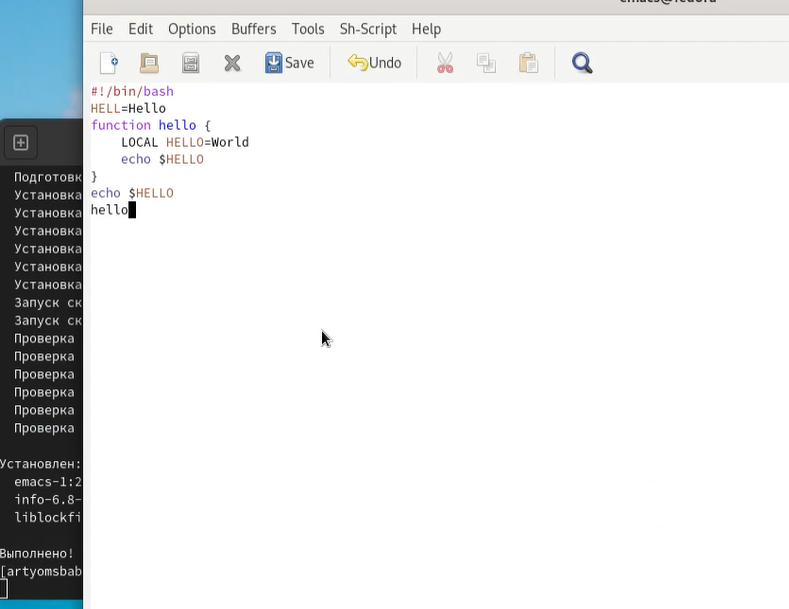 File Edit Options Buffers Tools Sh-Script Help
Save Undo
#!/bin/bash
HELL=Hello
function hello {
    LOCAL HELLO=World
    echo $HELLO
}
echo $HELLO
hello
Подготовк
Установка
Установка
Установка
Установка
Установка
Установка
Запуск ск
Запуск ск
Проверка
Проверка
Проверка
Проверка
Проверка
Проверка
Установлен:
emacs-1:2
info-6.8-
liblockfi
Выполнено!
[artyomsbab